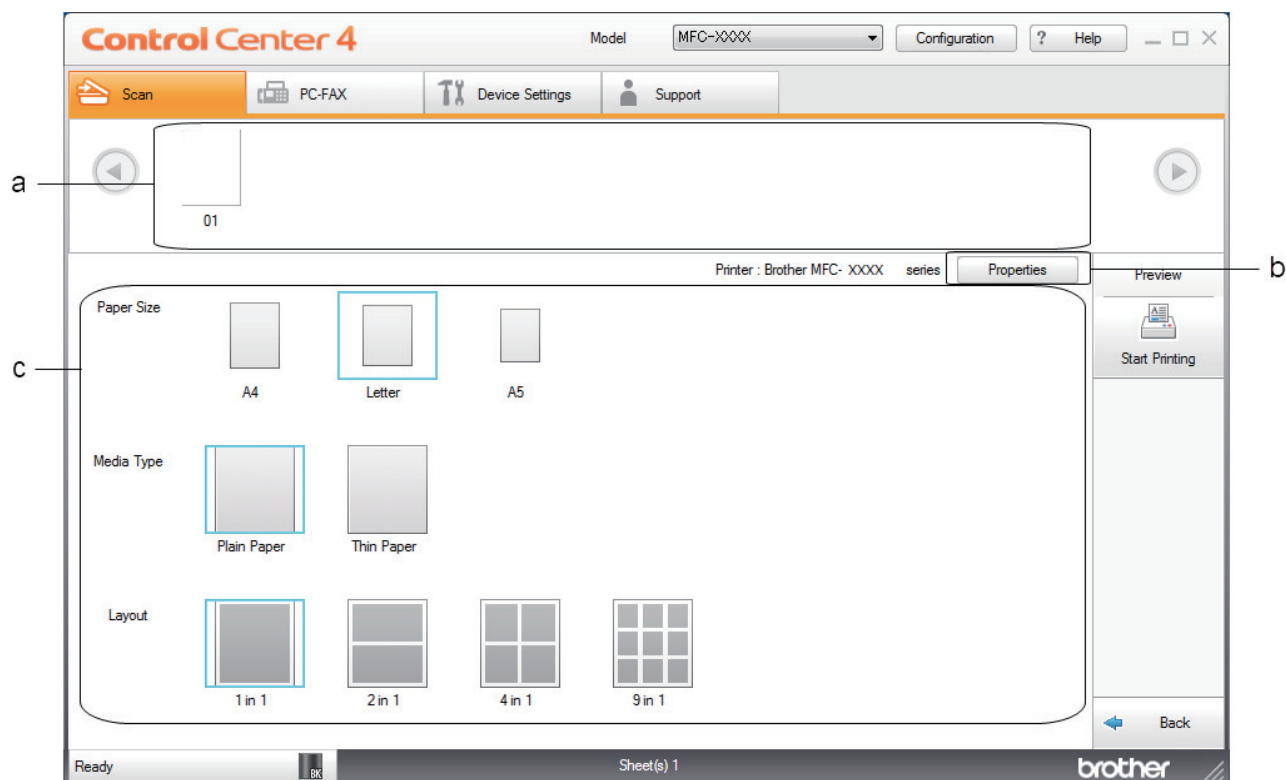 Control Center 4 Model MFC-XXXX Configuration ? Help
Scan PC-FAX Device Settings Support
a
01
Printer : Brother MFC- XXXX series Properties
b
Preview
Start Printing
c
Paper Size
A4 Letter A5
Media Type
Plain Paper Thin Paper
Layout
1 in 1 2 in 1 4 in 1 9 in 1
Back
Ready BK Sheet(s) 1 brother